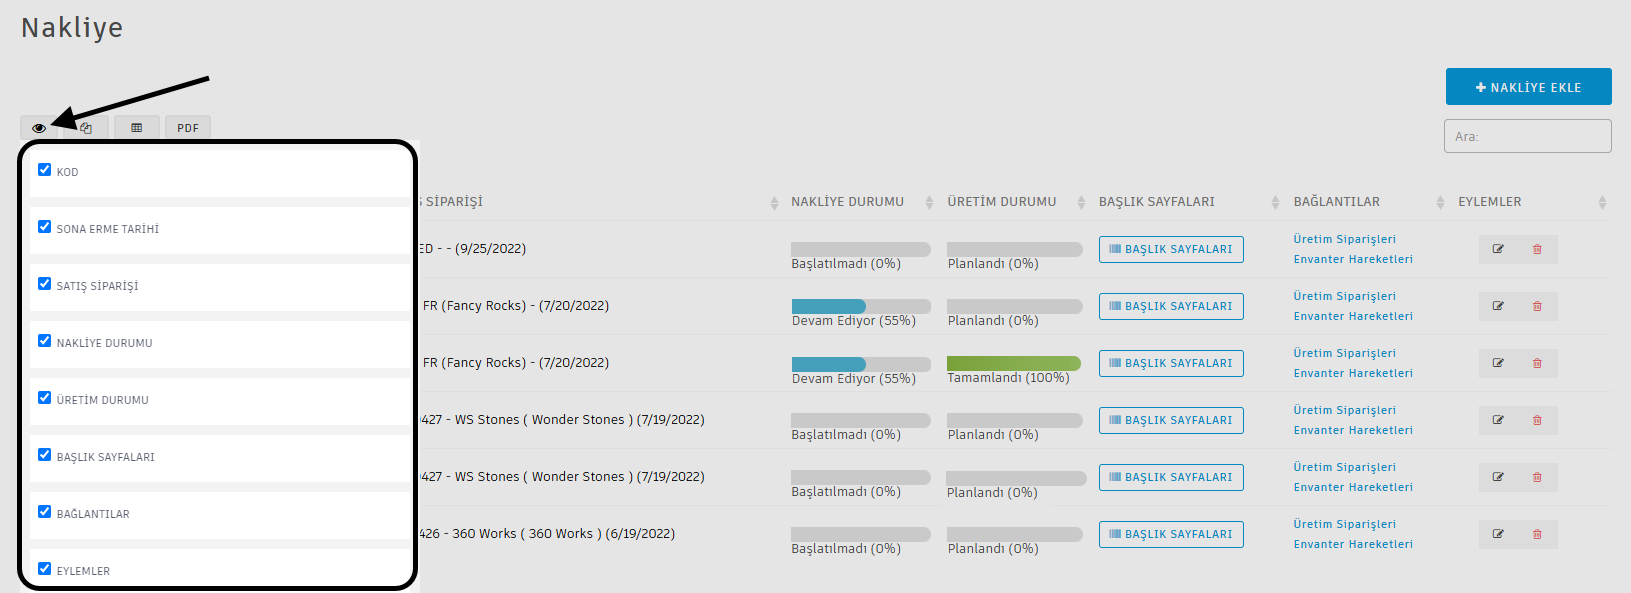 Nakliye
NAKLİYE EKLE
PDF
Ara:
KOD
SONA ERME TARİHİ
SATIŞ SİPARİŞİ
NAKLİYE DURUMU
ÜRETİM DURUMU
BAŞLIK SAYFALARI
BAĞLANTILAR
EYLEMLER
SİPARİŞİ NAKLİYE DURUMU ÜRETİM DURUMU BAŞLIK SAYFALARI BAĞLANTILAR EYLEMLER
ED - - (9/25/2022) Başlatılmadı (0%) Planlandı (0%) BAŞLIK SAYFALARI Üretim Siparişleri
Envanter Hareketleri
FR (Fancy Rocks) - (7/20/2022) Devam Ediyor (55%) Planlandı (0%) BAŞLIK SAYFALARI Üretim Siparişleri
Envanter Hareketleri
FR (Fancy Rocks) - (7/20/2022) Devam Ediyor (55%) Tamamlandı (100%) BAŞLIK SAYFALARI Üretim Siparişleri
Envanter Hareketleri
427 - WS Stones ( Wonder Stones ) (7/19/2022) Başlatılmadı (0%) Planlandı (0%) BAŞLIK SAYFALARI Üretim Siparişleri
Envanter Hareketleri
427 - WS Stones ( Wonder Stones ) (7/19/2022) Başlatılmadı (0%) Planlandı (0%) BAŞLIK SAYFALARI Üretim Siparişleri
Envanter Hareketleri
426 - 360 Works ( 360 Works ) (6/19/2022) Başlatılmadı (0%) Planlandı (0%) BAŞLIK SAYFALARI Üretim Siparişleri
Envanter Hareketleri